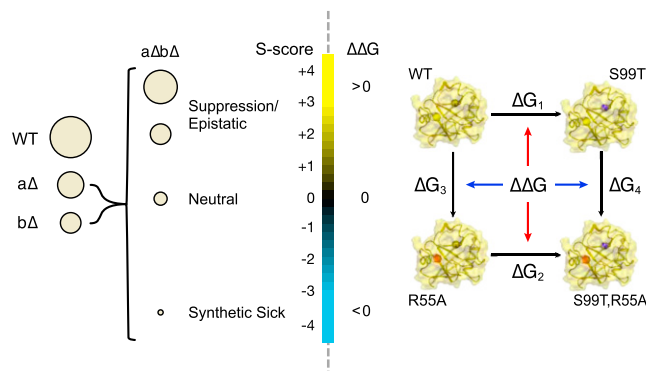 aΔbΔ
S-score
ΔΔG
WT
aΔ
bΔ
Suppression/
Epistatic
Neutral
Synthetic Sick
+4
+3
+2
+1
0
-1
-2
-3
-4
>0
0
<0
WT
S99T
ΔG1
ΔG3
ΔΔG
ΔG4
ΔG2
R55A
S99T,R55A